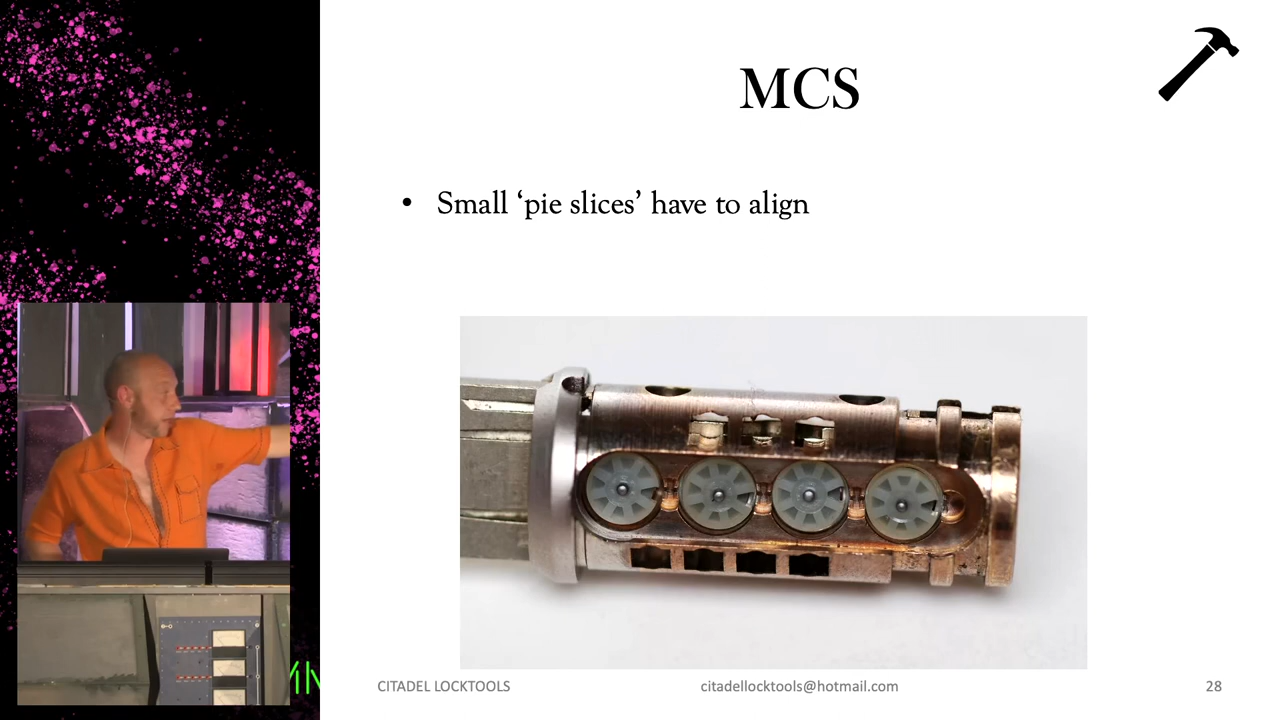 MCS
• Small ‘pie slices’ have to align
CITADEL LOCKTOOLS
citadellocktools@hotmail.com
28